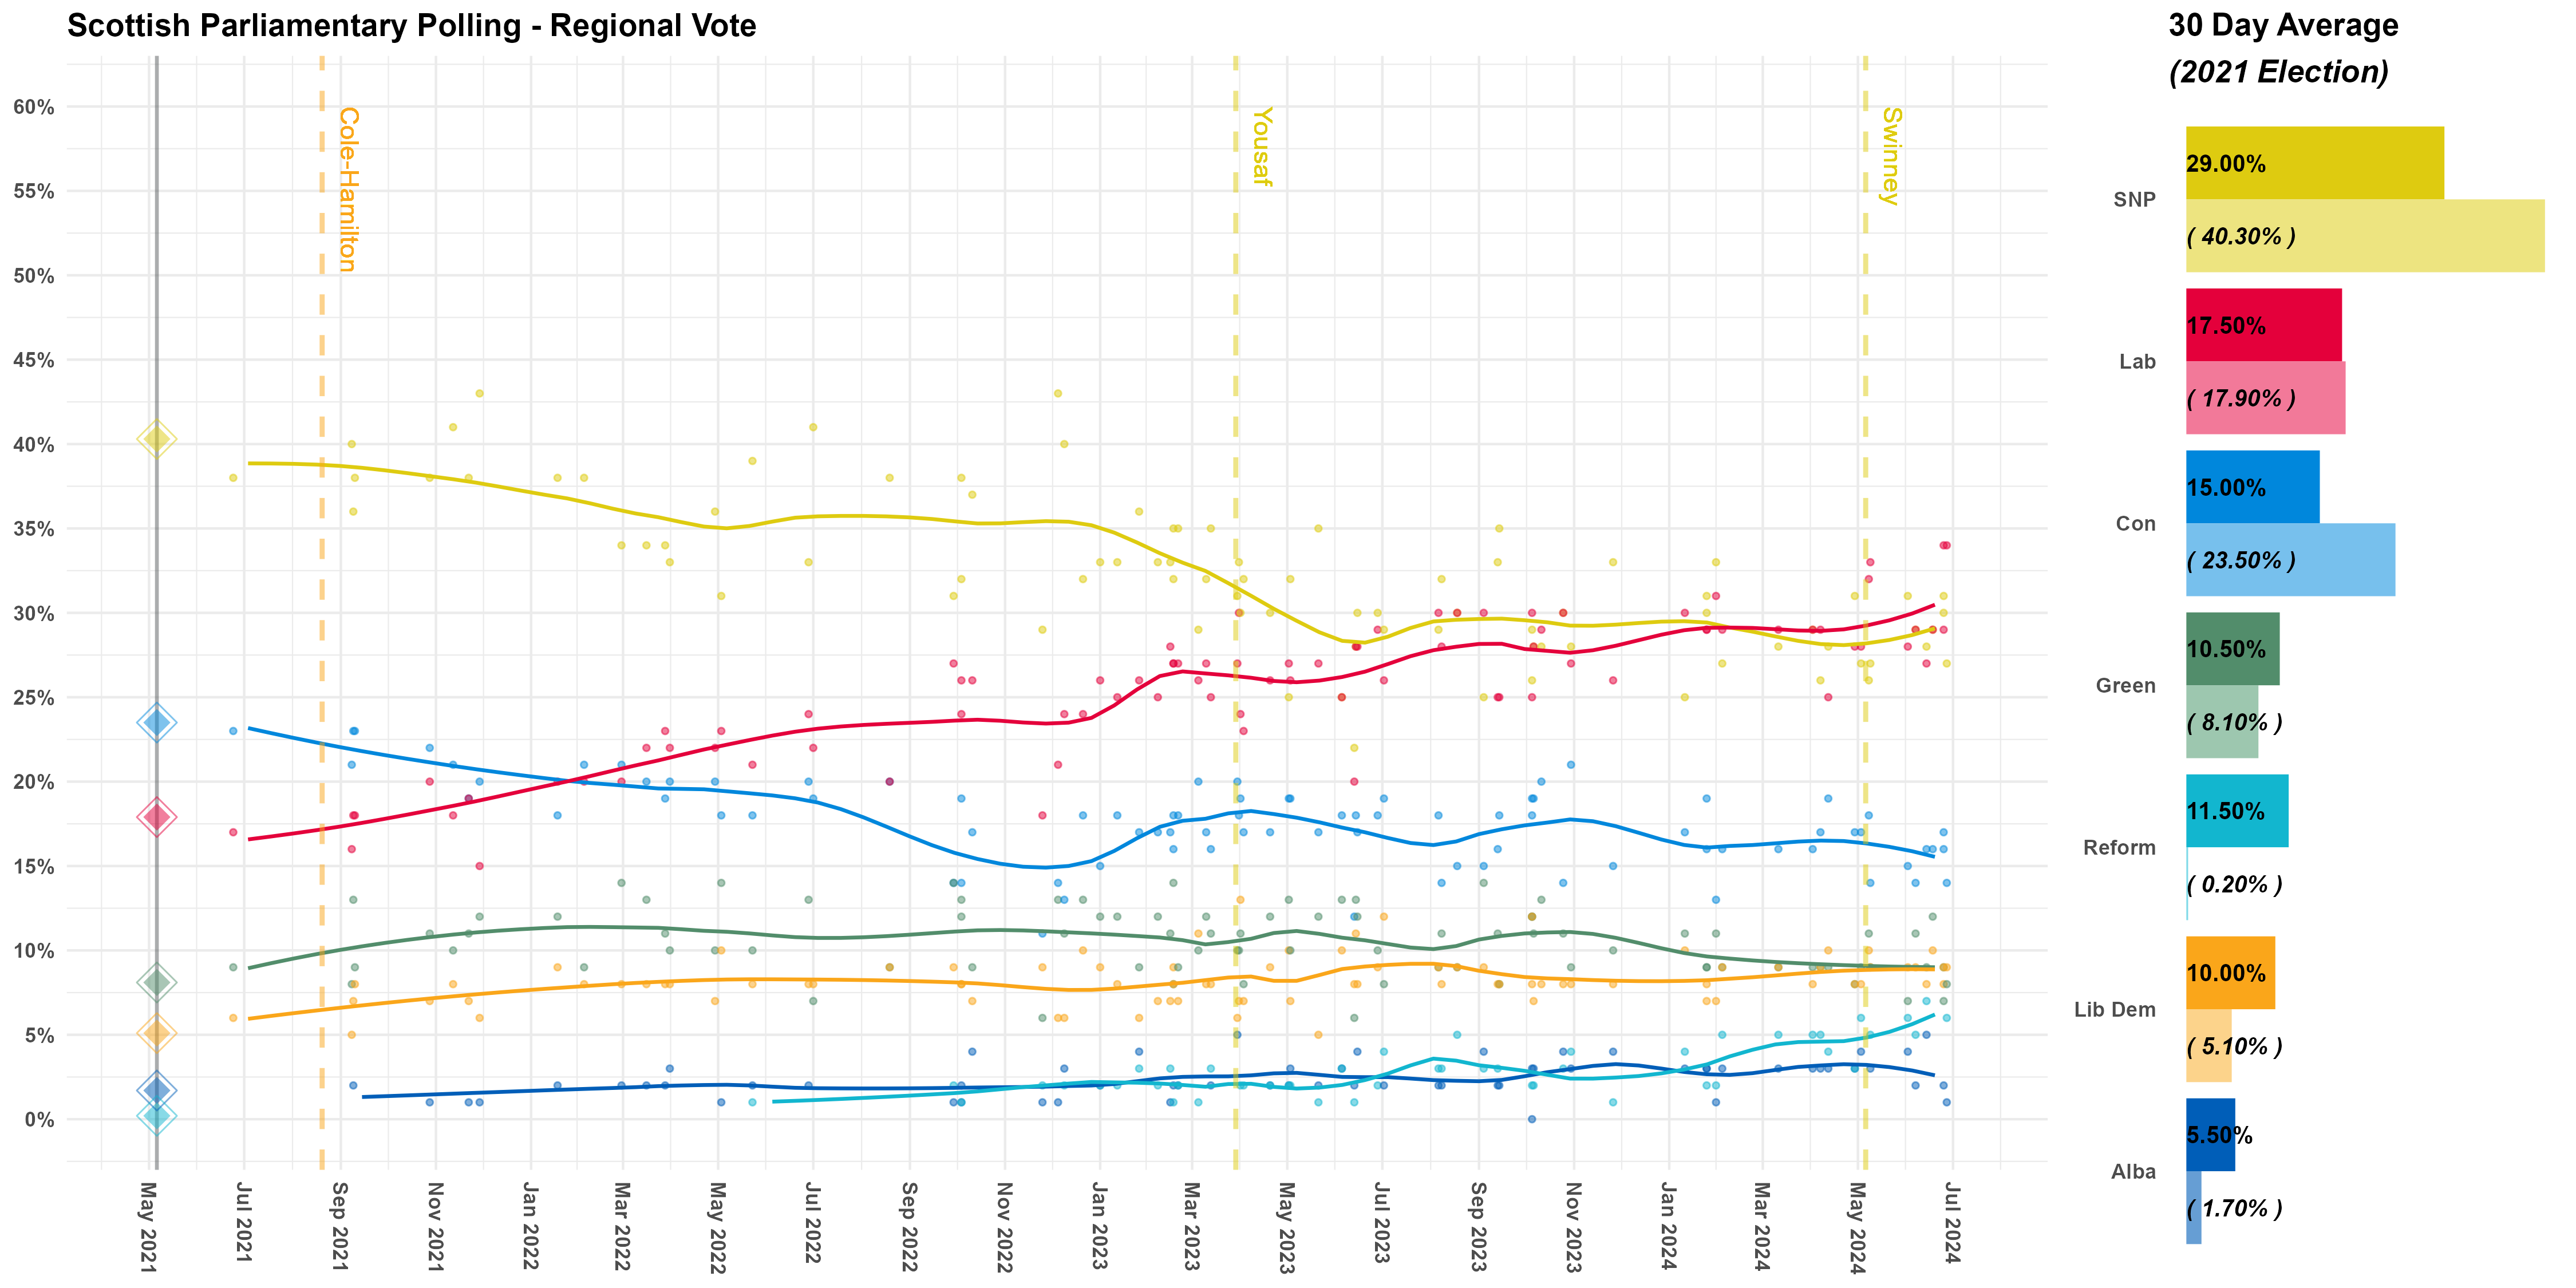 Scottish Parliamentary Polling - Regional Vote
60%
55%
50%
45%
40%
35%
30%
25%
20%
15%
10%
5%
0%
Cole-Hamilton
Yousaf
Swinney
May 2021
Jul 2021
Sep 2021
Nov 2021
Jan 2022
Mar 2022
May 2022
Jul 2022
Sep 2022
Nov 2022
Jan 2023
Mar 2023
May 2023
Jul 2023
Sep 2023
Nov 2023
Jan 2024
Mar 2024
May 2024
Jul 2024
30 Day Average
(2021 Election)
SNP
29.00%
( 40.30% )
Lab
17.50%
( 17.90% )
Con
15.00%
( 23.50% )
Green
10.50%
( 8.10% )
Reform
11.50%
( 0.20% )
Lib Dem
10.00%
( 5.10% )
Alba
5.50%
( 1.70% )